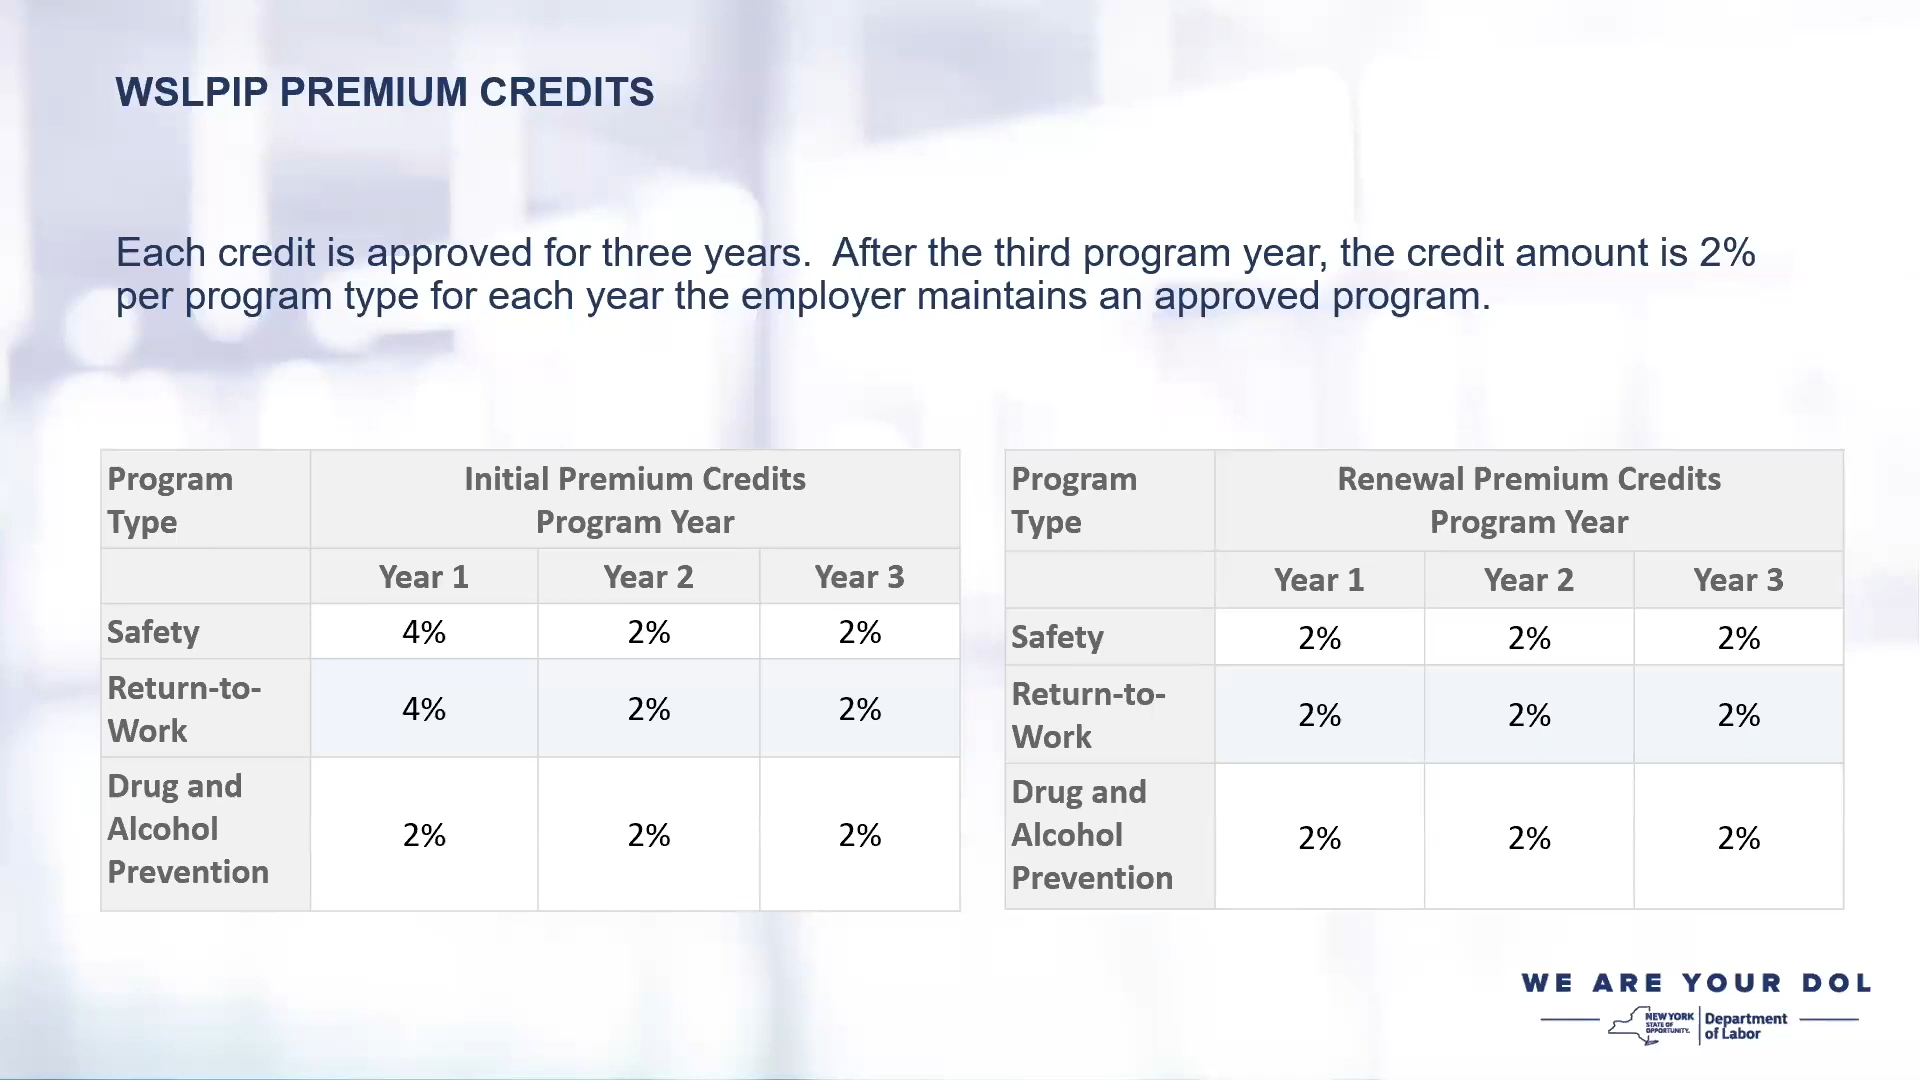 WSLPIP PREMIUM CREDITS
Each credit is approved for three years.  After the third program year, the credit amount is 2%
per program type for each year the employer maintains an approved program.
Program
Type
Initial Premium Credits
Program Year
Year 1 Year 2 Year 3
Safety 4% 2% 2%
Return-to-
Work
4% 2% 2%
Drug and
Alcohol
Prevention
2% 2% 2%
Program
Type
Renewal Premium Credits
Program Year
Year 1 Year 2 Year 3
Safety 2% 2% 2%
Return-to-
Work
2% 2% 2%
Drug and
Alcohol
Prevention
2% 2% 2%
WE ARE YOUR DOL
NEW YORK
STATE OF
OPPORTUNITY.
Department
of Labor